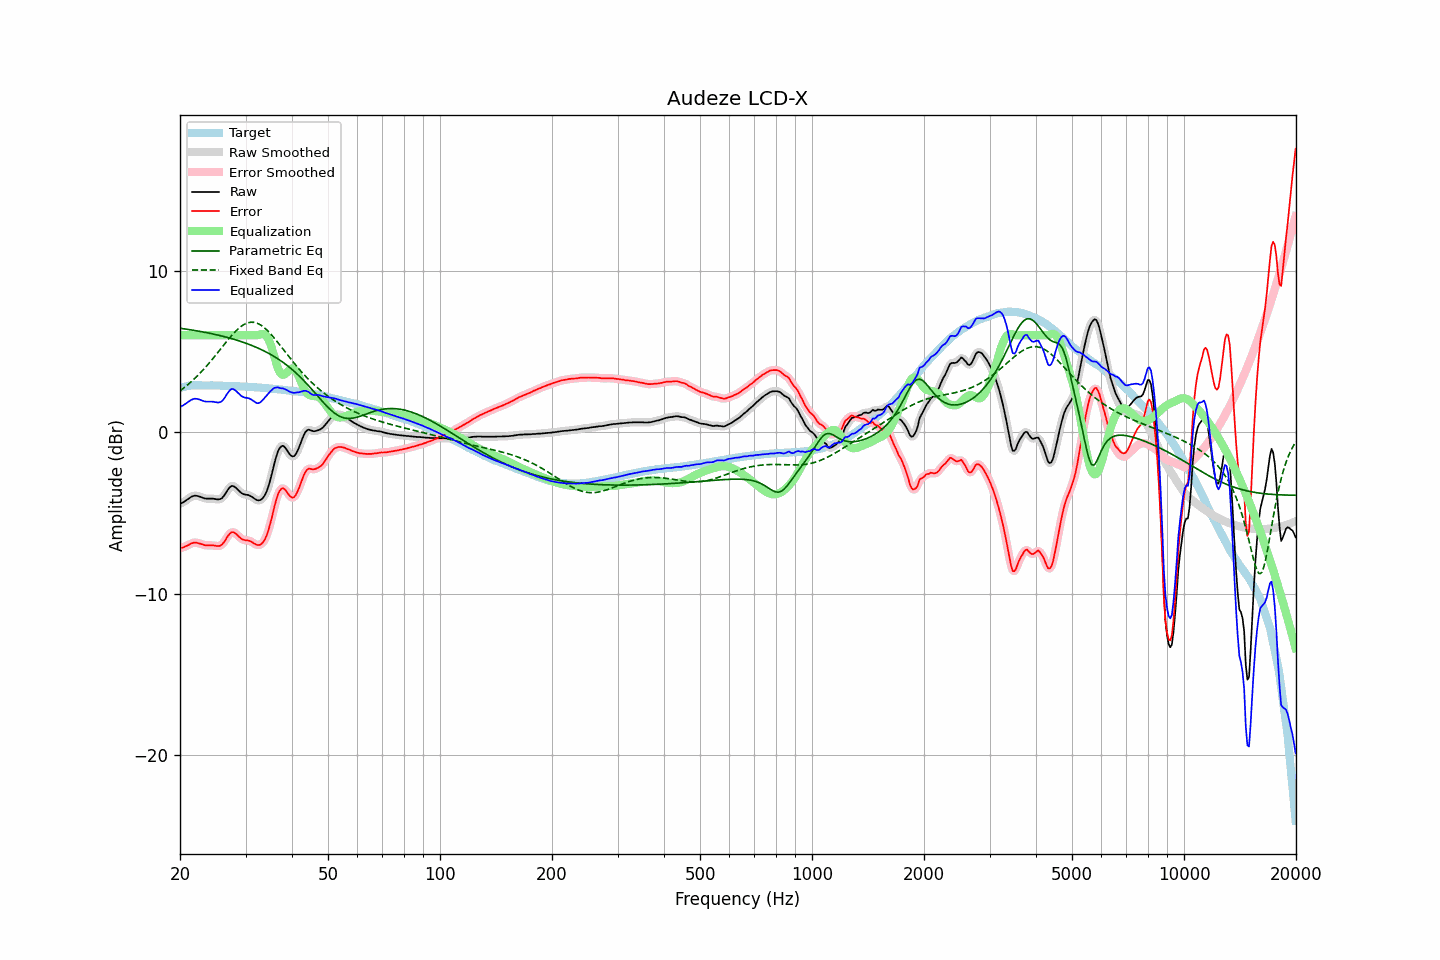 Audeze LCD-X
Target
Raw Smoothed
Error Smoothed
Raw
Error
Equalization
Parametric Eq
Fixed Band Eq
Equalized
10
0
−10
−20
Amplitude (dBr)
20
50
100
200
500
1000
2000
5000
10000
20000
Frequency (Hz)